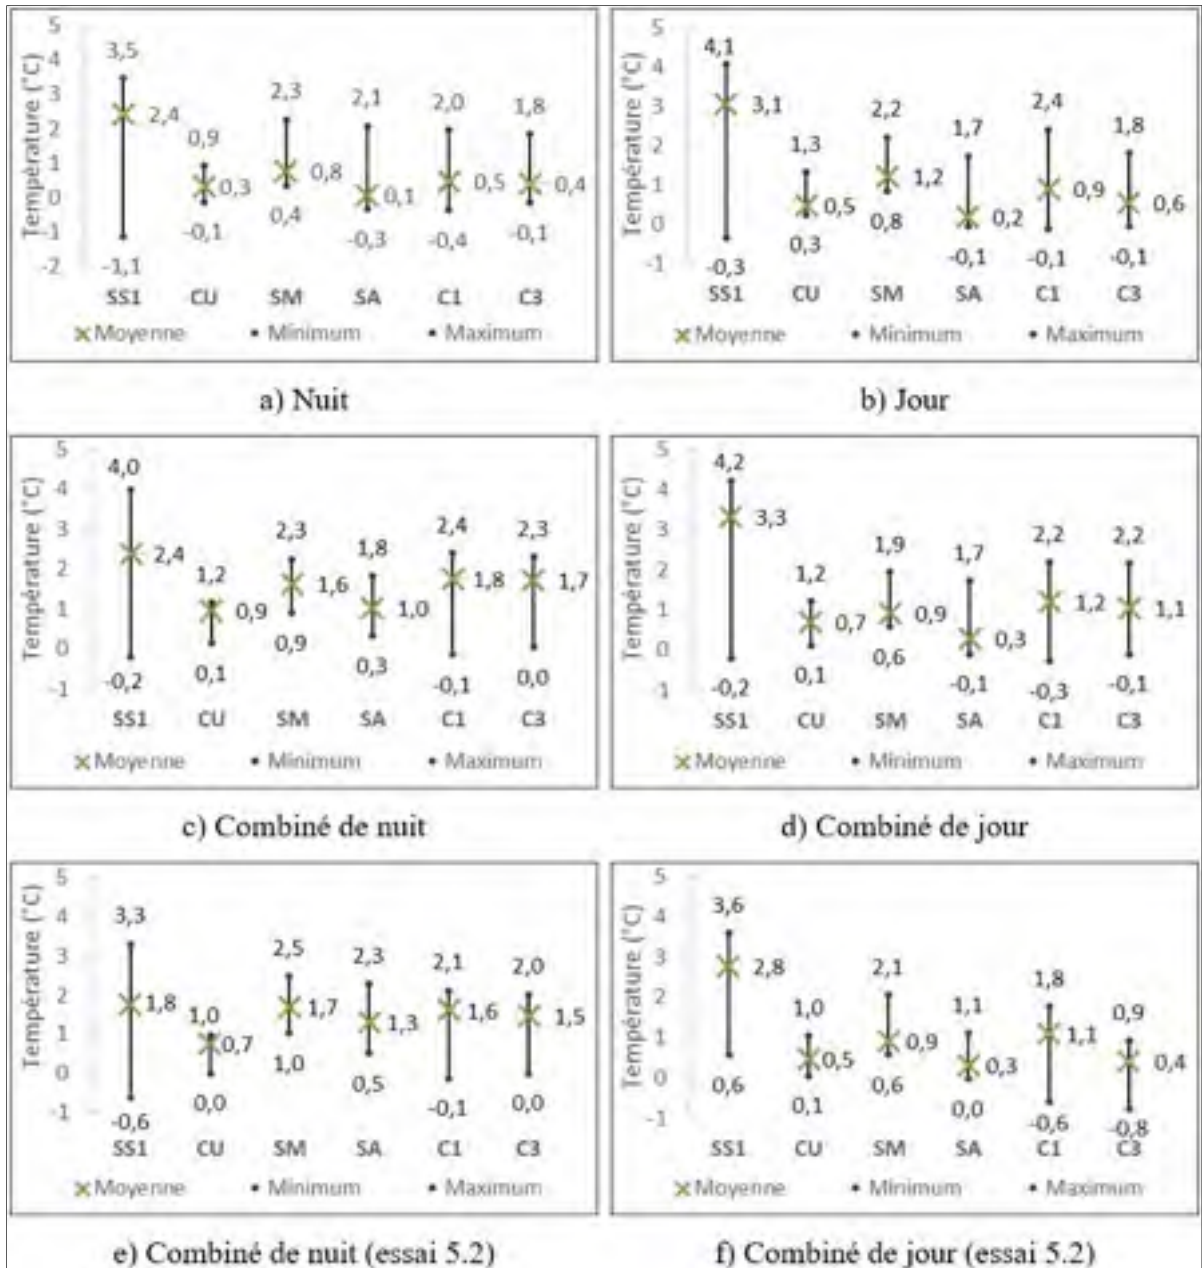 5
4
3
2
1
0
-1
-2
Température (°C)
3,5 2,4 -1,1 SS1
0,9 0,3 -0,1 CU
2,3 0,8 0,4 SM
2,1 0,1 -0,3 SA
2,0 0,5 -0,4 C1
1,8 0,4 -0,1 C3
Moyenne Minimum Maximum
a) Nuit
5
4
3
2
1
0
-1
Température (°C)
4,1 3,1 -0,3 SS1
1,3 0,5 0,3 CU
2,2 1,2 0,8 SM
1,7 0,2 -0,1 SA
2,4 0,9 -0,1 C1
1,8 0,6 -0,1 C3
Moyenne Minimum Maximum
b) Jour
5
4
3
2
1
0
-1
Température (°C)
4,0 2,4 -0,2 SS1
1,2 0,9 0,1 CU
2,3 1,6 0,9 SM
1,8 1,0 0,3 SA
2,4 1,8 -0,1 C1
2,3 1,7 0,0 C3
Moyenne Minimum Maximum
c) Combiné de nuit
5
4
3
2
1
0
-1
Température (°C)
4,2 3,3 -0,2 SS1
1,2 0,7 0,1 CU
1,9 0,9 0,6 SM
1,7 0,3 -0,1 SA
2,2 1,2 -0,3 C1
2,2 1,1 -0,1 C3
Moyenne Minimum Maximum
d) Combiné de jour
5
4
3
2
1
0
-1
Température (°C)
3,3 1,8 -0,6 SS1
1,0 0,7 0,0 CU
2,5 1,7 1,0 SM
2,3 1,3 0,5 SA
2,1 1,6 -0,1 C1
2,0 1,5 0,0 C3
Moyenne Minimum Maximum
e) Combiné de nuit (essai 5.2)
5
4
3
2
1
0
-1
Température (°C)
3,6 2,8 0,6 SS1
1,0 0,5 0,1 CU
2,1 0,9 0,6 SM
1,1 0,3 0,0 SA
1,8 1,1 -0,6 C1
0,9 0,4 -0,8 C3
Moyenne Minimum Maximum
f) Combiné de jour (essai 5.2)